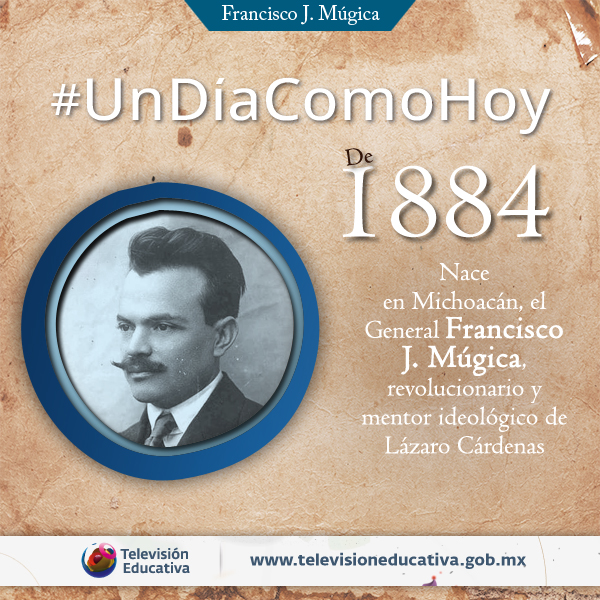 Francisco J. Múgica
#UnDíaComoHoy
De
1884
Nace
en Michoacán, el
General Francisco
J. Múgica,
revolucionario y
mentor ideológico de
Lázaro Cárdenas
Televisión
Educativa
www.televisioneducativa.gob.mx